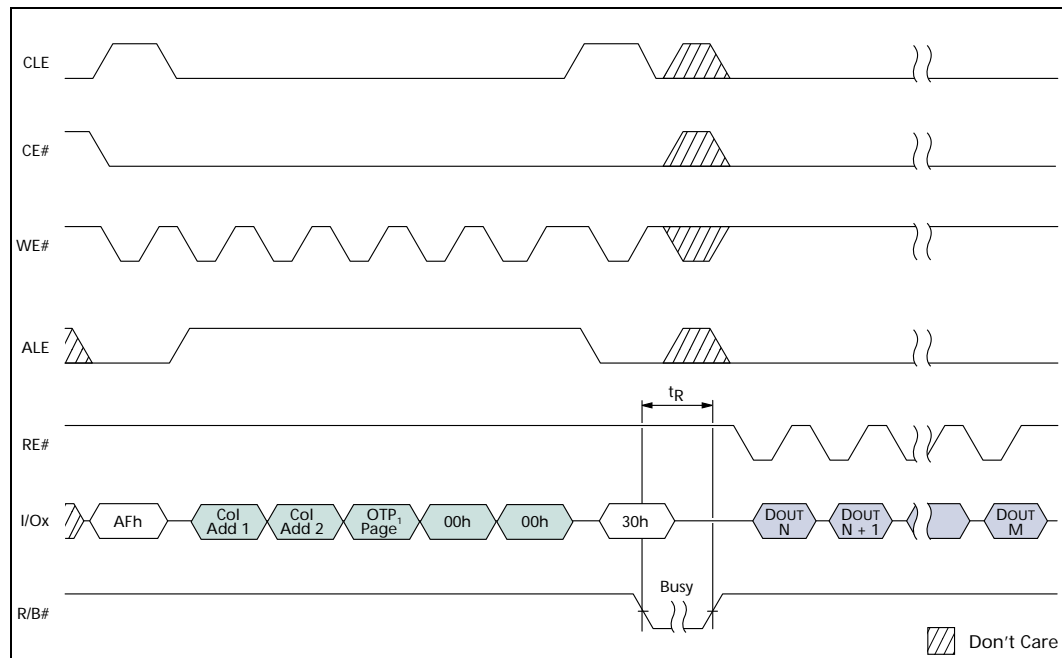 CLE
CE#
WE#
ALE
tR
RE#
I/Ox
AFh
Col
Add 1
Col
Add 2
OTP
Page1
00h
00h
30h
DOUT
N
DOUT
N + 1
DOUT
M
Busy
R/B#
Don't Care